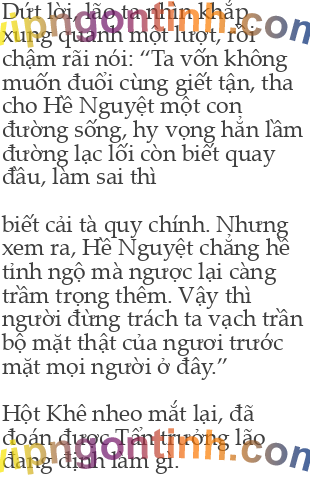 Dứt lời, lão ta nhìn khắp
xung quanh một lượt, rồi
chậm rãi nói: “Ta vốn không
muốn đuổi cùng giết tận, tha
cho Hề Nguyệt một con
đường sống, hy vọng hắn lầm
đường lạc lối còn biết quay
đầu, làm sai thì
biết cải tà quy chính. Nhưng
xem ra, Hề Nguyệt chẳng hề
tỉnh ngộ mà ngược lại càng
trầm trọng thêm. Vậy thì
ngươi đừng trách ta vạch trần
bộ mặt thật của ngươi trước
mặt mọi người ở đây.”
Hột Khê nheo mắt lại, đã
đoán được Tần trưởng lão
đang định làm gì.
vipngontinh.com
vipngontinh.com